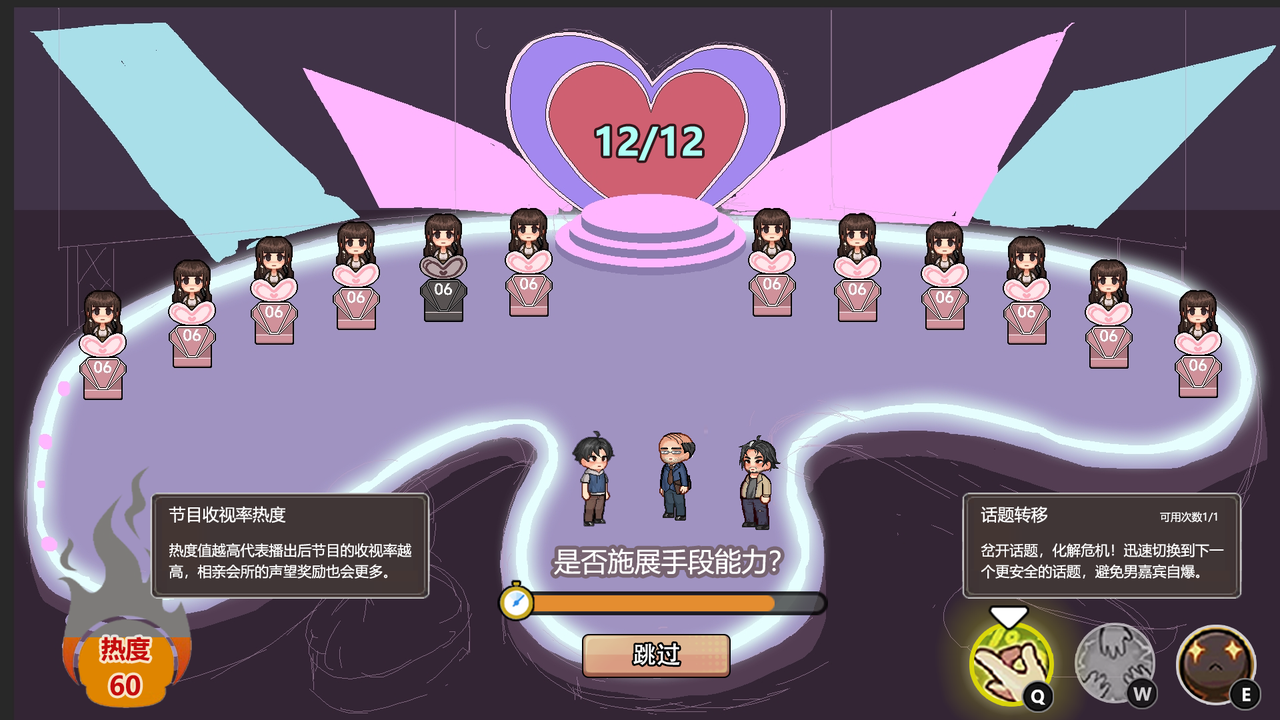 12/12
06
06
06
06
06
06
06
06
06
06
06
06
节目收视率热度
热度值越高代表播出后节目的收视率越
高，相亲会所的声望奖励也会更多。
话题转移 可用次数1/1
岔开话题，化解危机！迅速切换到下一
个更安全的话题，避免男嘉宾自爆。
是否施展手段能力？
跳过
热度
60
Q
W
E